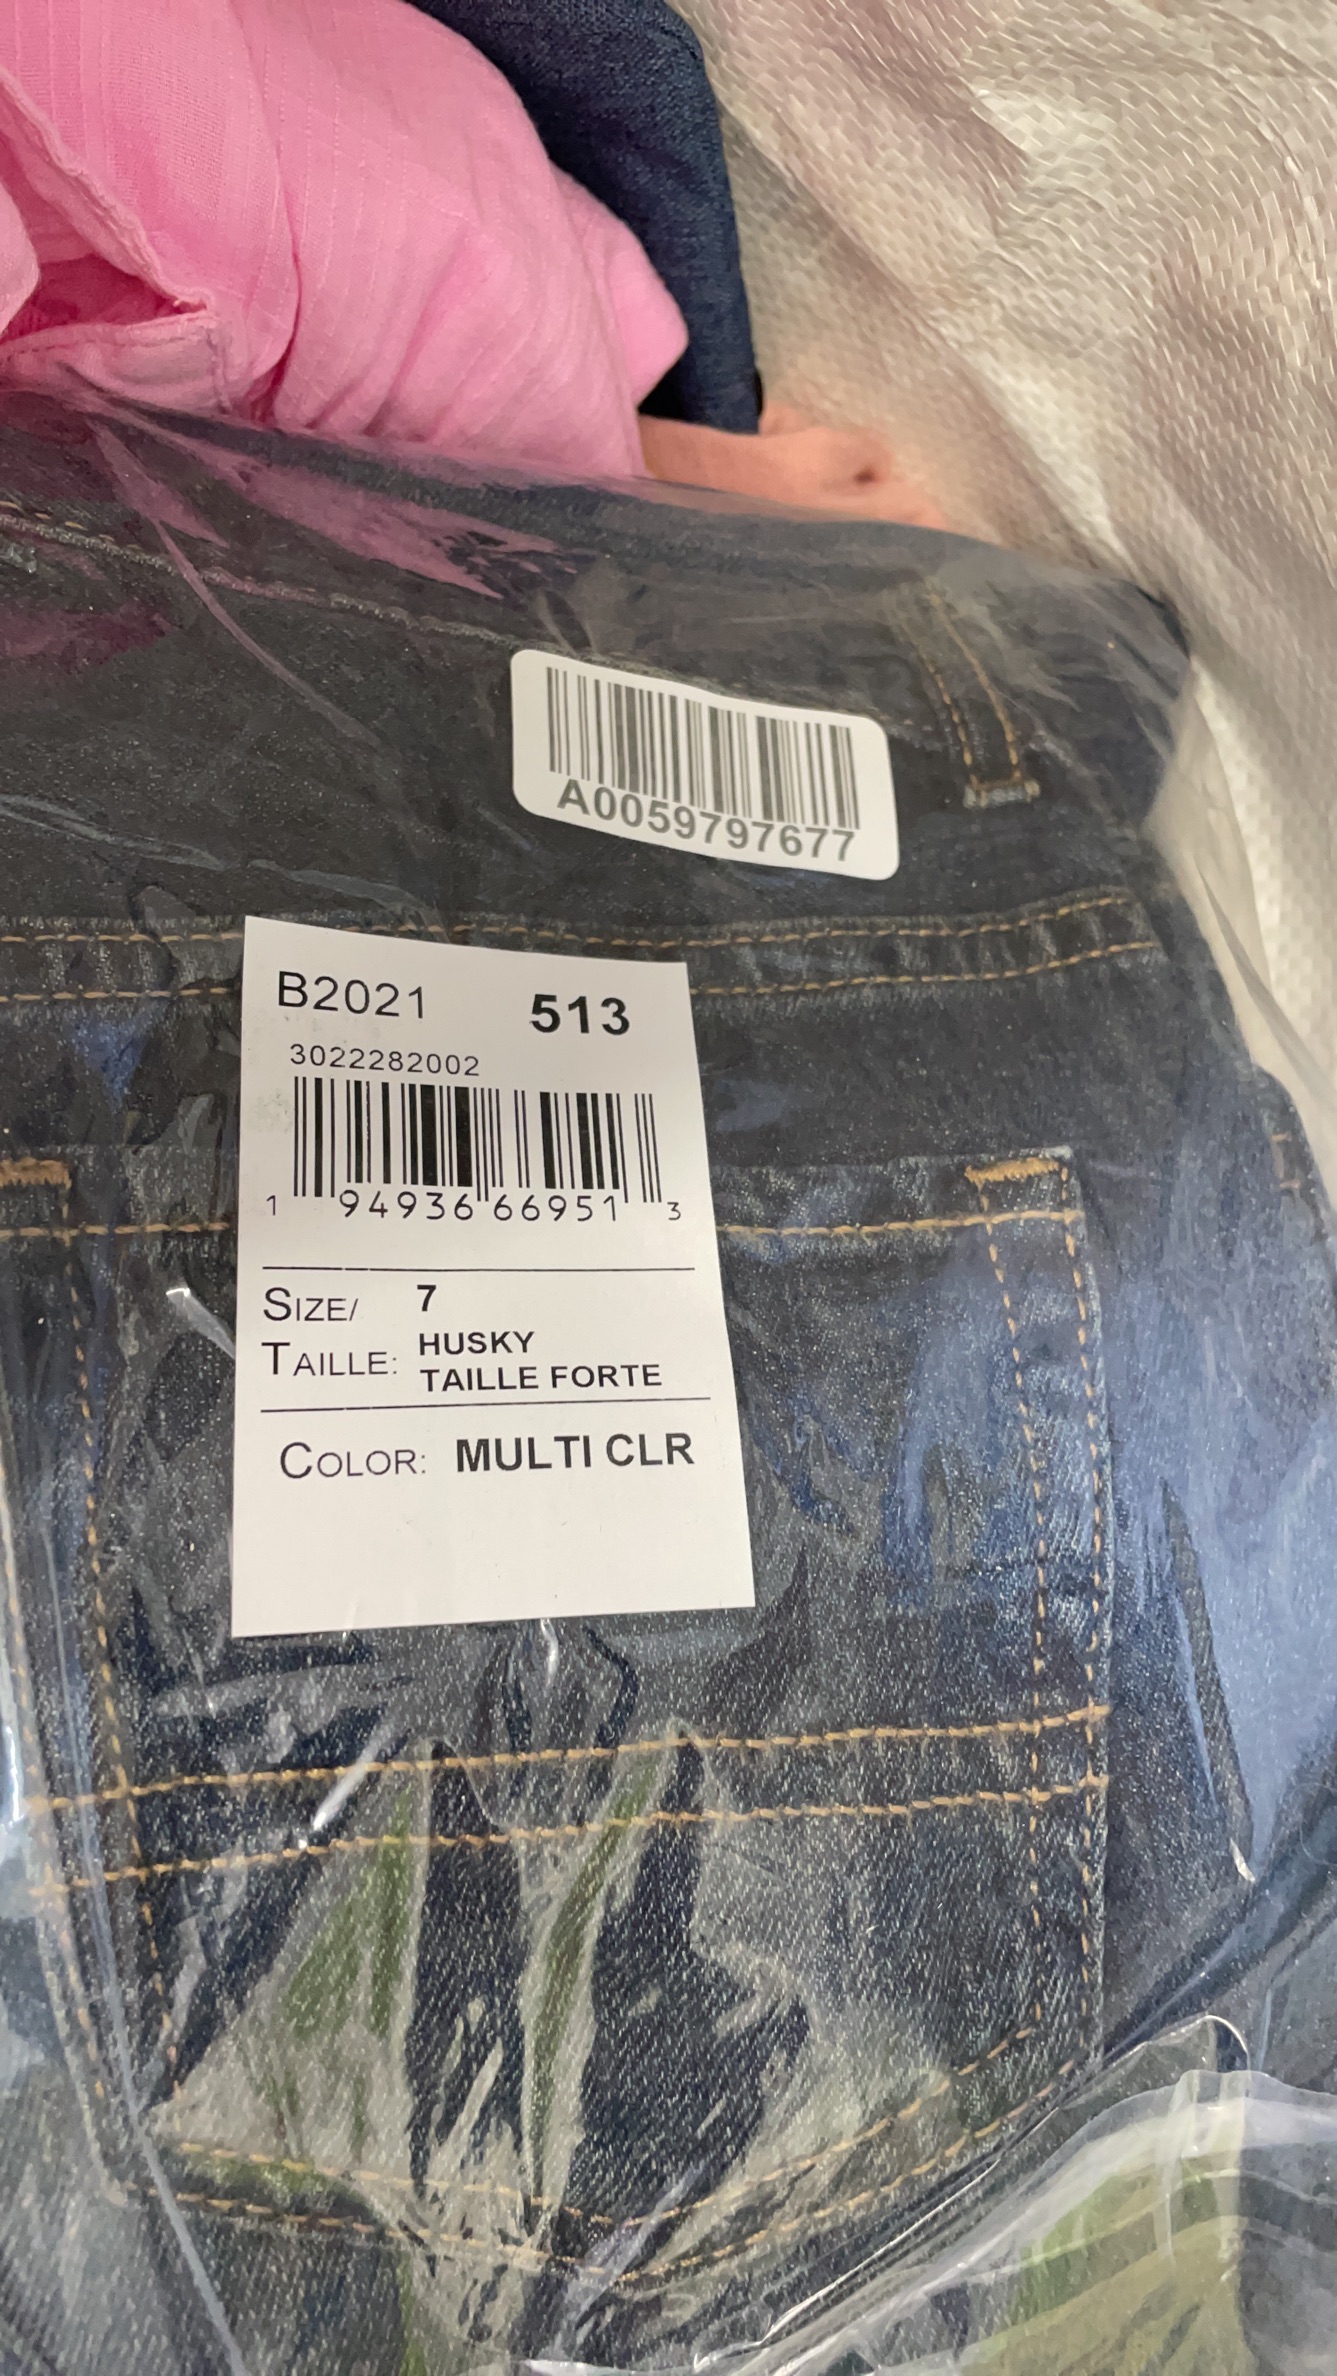 A0059797677
B2021 513
3022282002
1 94936 66951 3
SIZE/ 7
TAILLE: HUSKY
TAILLE FORTE
COLOR: MULTI CLR